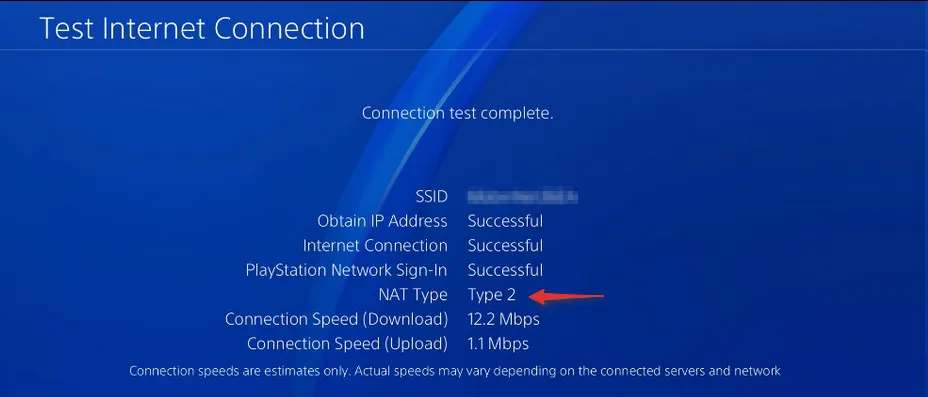 Test Internet Connection
Connection test complete.
SSID
Obtain IP Address Successful
Internet Connection Successful
PlayStation Network Sign-In Successful
NAT Type Type 2
Connection Speed (Download) 12.2 Mbps
Connection Speed (Upload) 1.1 Mbps
Connection speeds are estimates only. Actual speeds may vary depending on the connected servers and network